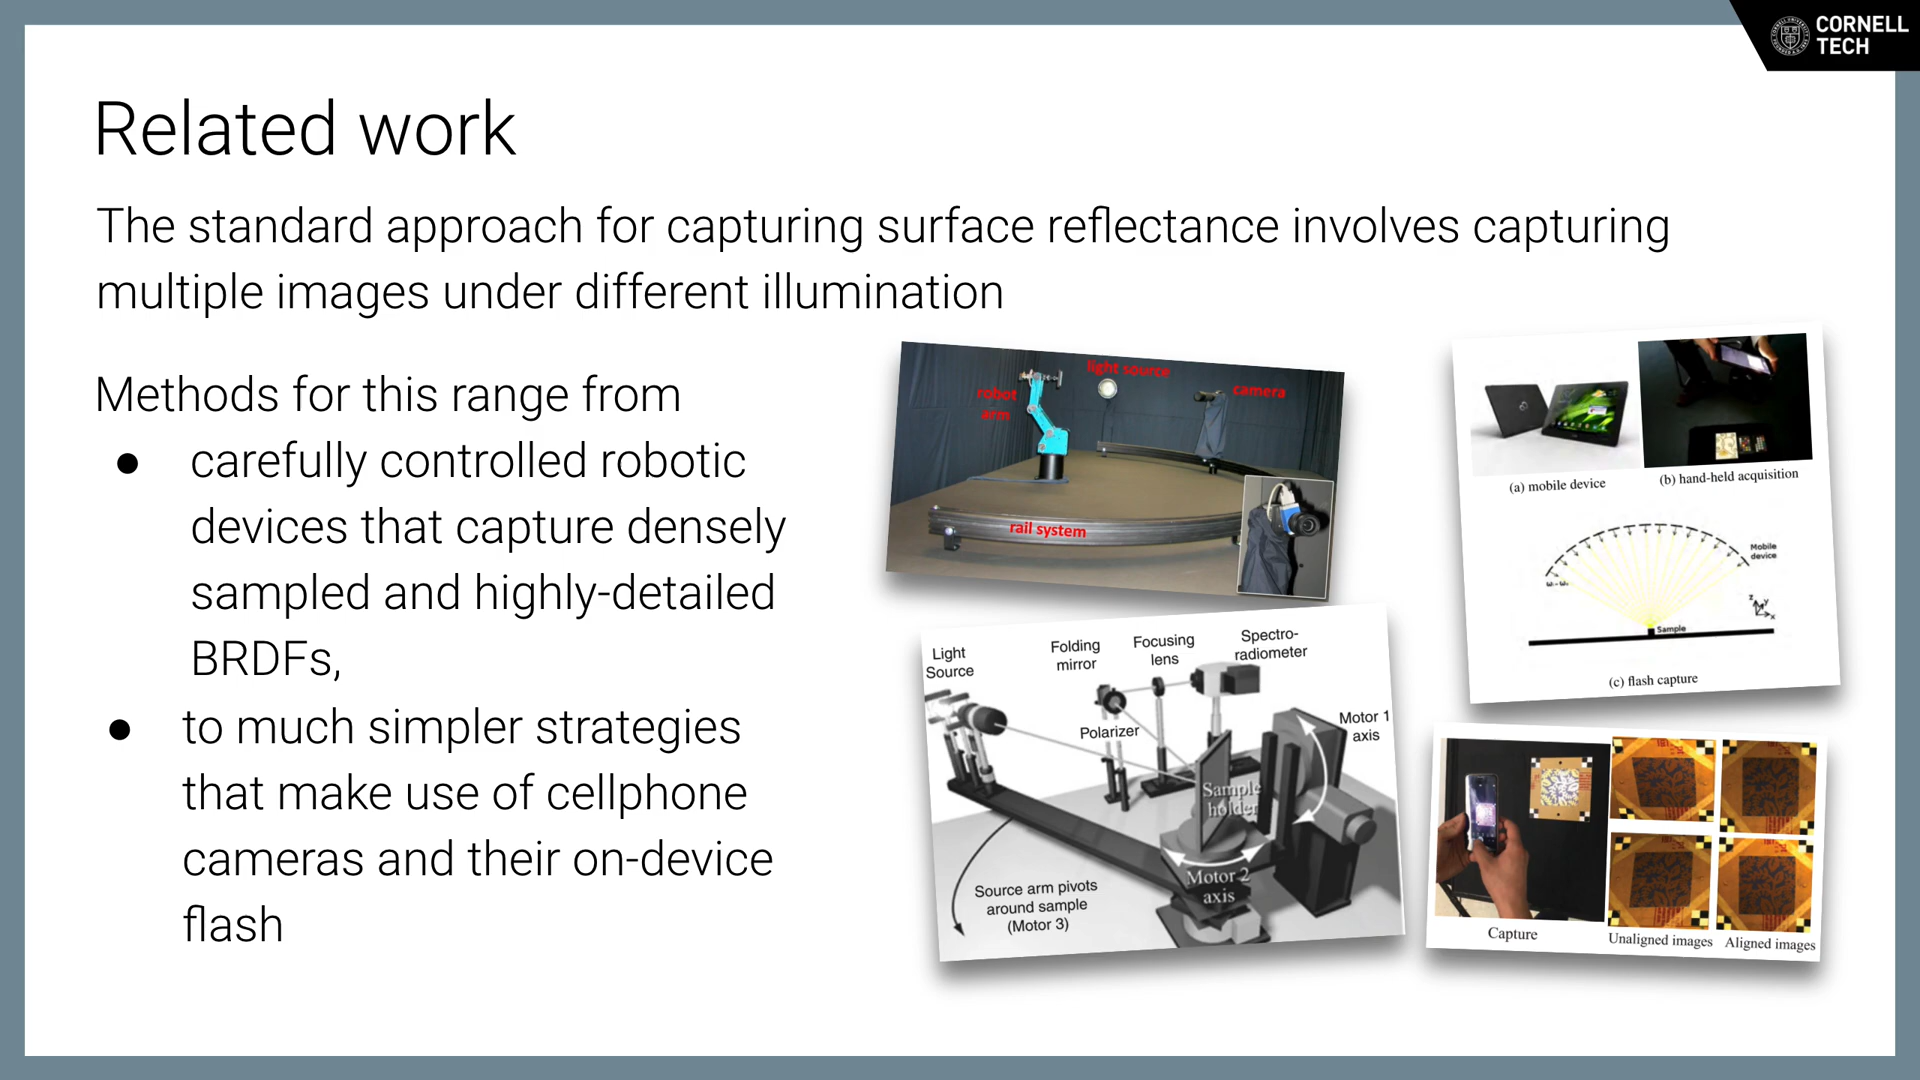 CORNELL
TECH
Related work
The standard approach for capturing surface reflectance involves capturing
multiple images under different illumination
Methods for this range from
● carefully controlled robotic
devices that capture densely
sampled and highly-detailed
BRDFs,
● to much simpler strategies
that make use of cellphone
cameras and their on-device
flash
light source
robot
arm
camera
rail system
Light
Source
Folding
mirror
Focusing
lens
Spectro-
radiometer
Polarizer
Motor 1
axis
Sample
holder
Motor 2
axis
Source arm pivots
around sample
(Motor 3)
(a) mobile device
(b) hand-held acquisition
Mobile
device
Sample
z
y
x
(c) flash capture
Capture
Unaligned images
Aligned images